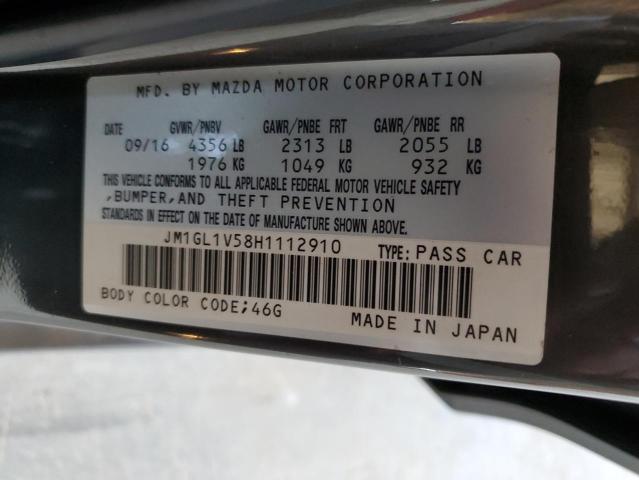 MFD. BY MAZDA MOTOR CORPORATION
DATE GVWR/PNBV GAWR/PNBE FRT GAWR/PNBE RR
09/16 4356 LB 2313 LB 2055 LB
1976 KG 1049 KG 932 KG
THIS VEHICLE CONFORMS TO ALL APPLICABLE FEDERAL MOTOR VEHICLE SAFETY
,BUMPER,AND THEFT PREVENTION
STANDARDS IN EFFECT ON THE DATE OF MANUFACTURE SHOWN ABOVE.
JM1GL1V58H1112910 TYPE: PASS CAR
BODY COLOR CODE;46G MADE IN JAPAN